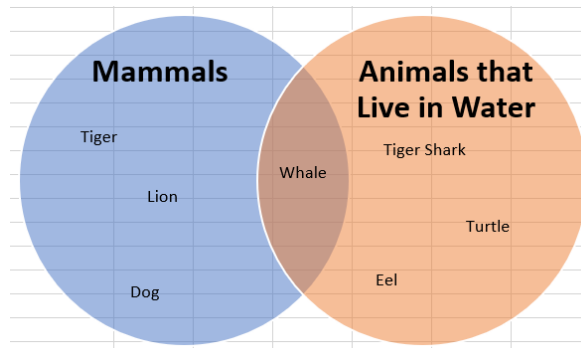 Mammals
Animals that
Live in Water
Tiger
Tiger Shark
Whale
Lion
Turtle
Eel
Dog